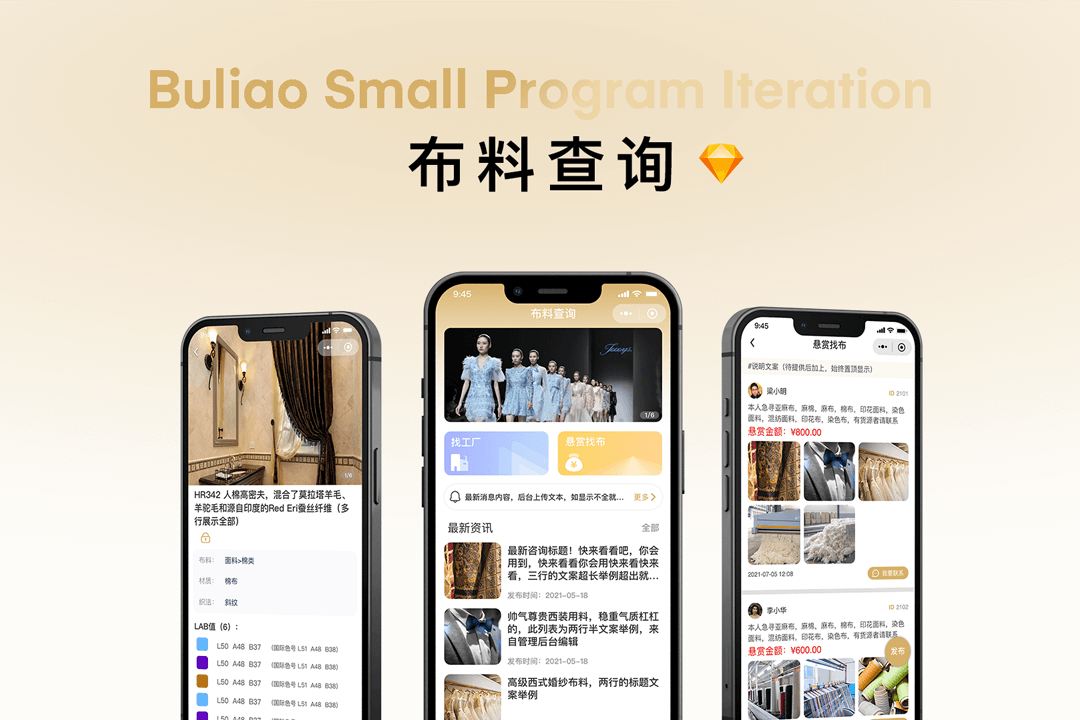 Buliao Small Program Iteration
布料查询
1/6
HR342 人棉高密夫，混合了莫拉塔羊毛、
羊驼毛和源自印度的Red Eri蚕丝纤维（多
行展示全部）
布料： 面料>棉类
材质： 棉布
织法： 斜纹
LAB值（6）：
L50 A48 B37 （国际色号 L51 A48 B38）
L50 A48 B37 （国际色号 L51 A48 B38）
L50 A48 B37 （国际色号 L51 A48 B38）
L50 A48 B37 （国际色号 L51 A48 B38）
9:45
布料查询
1/6
找工厂
悬赏找布
最新消息内容，后台上传文本，如显示不全就...
更多
最新资讯
全部
最新咨询标题！快来看看吧，你会
用到，快来看看你会用快来看快来
看，三行的文案超长举例超出就...
发布时间：2021-05-18
帅气尊贵西装用料，稳重气质杠杠
的，此列表为两行半文案举例，来
自管理后台编辑
发布时间：2021-05-18
高级西式婚纱布料，两行的标题文
案举例
9:45
悬赏找布
#说明文案（待提供后加上，始终置顶显示）
梁小明
ID 2101
本人急寻亚麻布，麻棉，麻布，棉布，印花面料，染色
面料，混纺面料，印花布，染色布，有货源者请联系
悬赏金额：¥800.00
2021-07-05 12:08
我要联系
李小华
ID 2102
本人急寻亚麻布，麻棉，麻布，棉布，印花面料，染色
面料，混纺面料，印花布，染色布，有货源者请联系
悬赏金额：¥600.00
发布